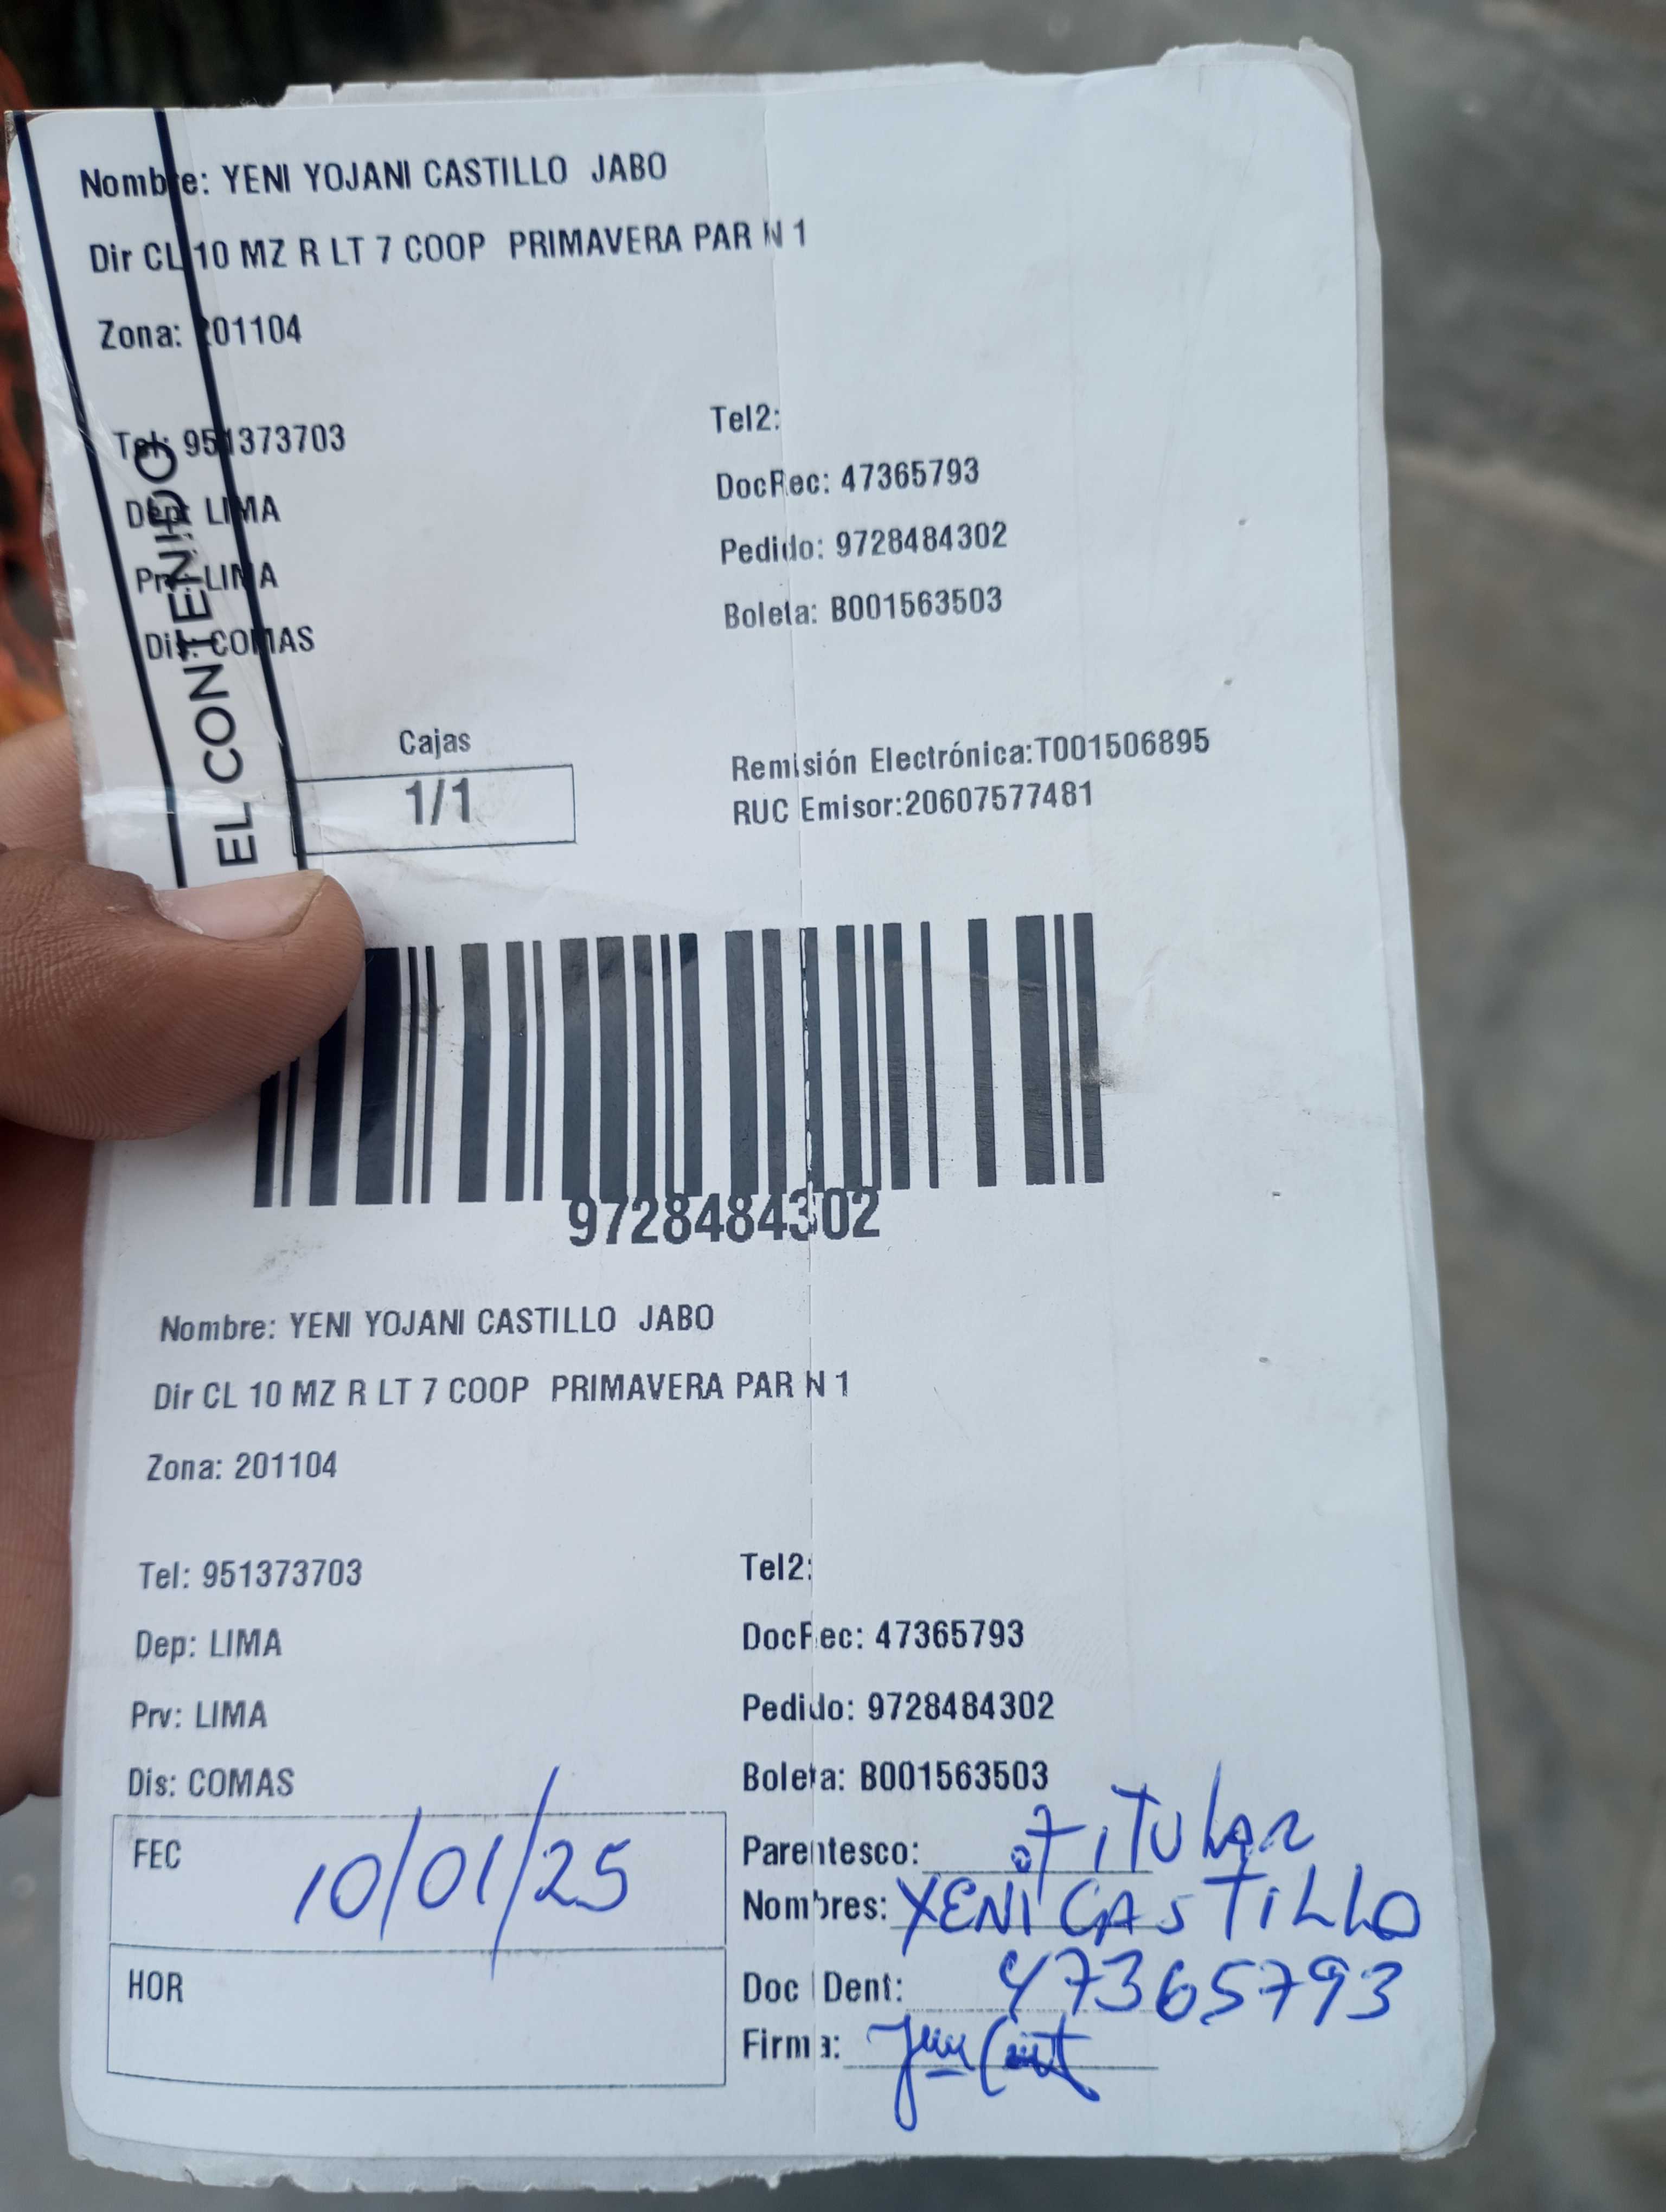 Nombre: YENI YOJANI CASTILLO JABO
Dir CL 10 MZ R LT 7 COOP PRIMAVERA PAR N 1
Zona: 201104
Tel: 951373703
Tel2:
DocRec: 47365793
Dep: LIMA
Pedido: 9728484302
Prv: LIMA
Boleta: B001563503
Dis: COMAS
EL CONTENIDO
Cajas
1/1
Remisión Electrónica:T001506895
RUC Emisor:20607577481
9728484302
Nombre: YENI YOJANI CASTILLO JABO
Dir CL 10 MZ R LT 7 COOP PRIMAVERA PAR N 1
Zona: 201104
Tel: 951373703
Tel2:
Dep: LIMA
DocRec: 47365793
Prv: LIMA
Pedido: 9728484302
Dis: COMAS
Boleta: B001563503
FEC 10/01/25
Parentesco: TITULAR
Nombres: YENI CASTILLO
HOR
Doc Ident: 47365793
Firma: